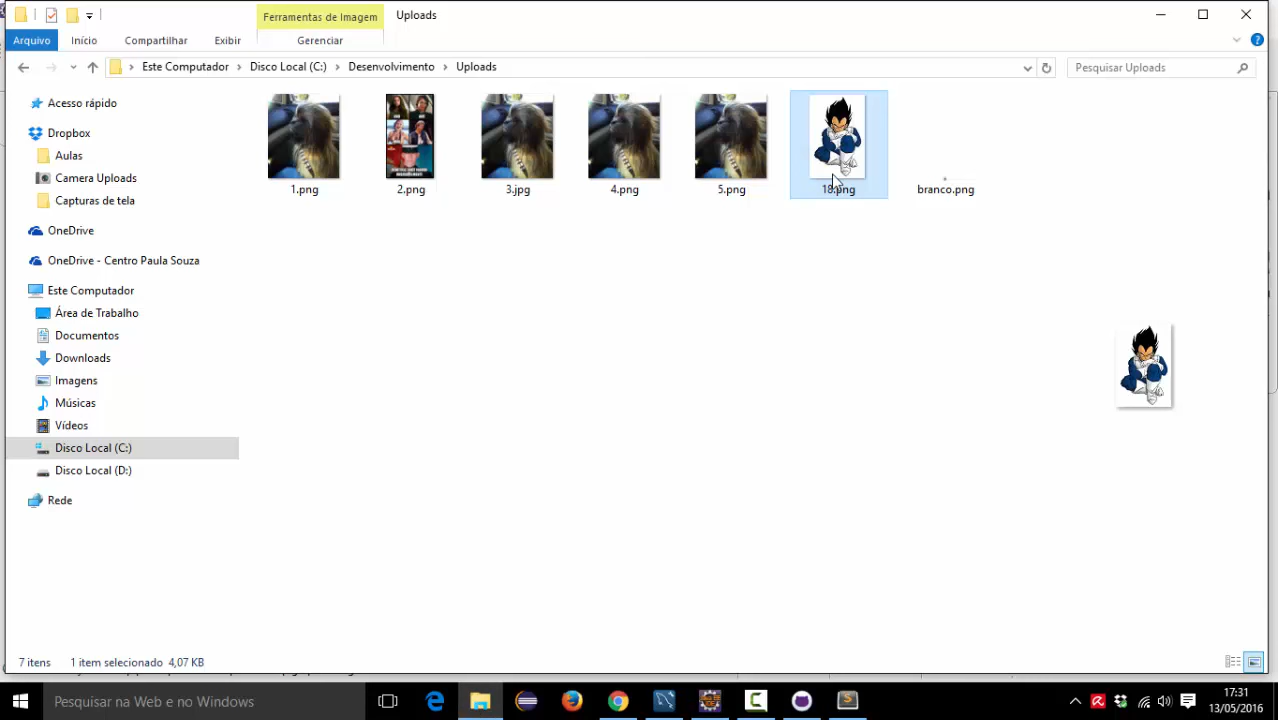 Ferramentas de Imagem
Uploads
Arquivo
Início
Compartilhar
Exibir
Gerenciar
Este Computador
Disco Local (C:)
Desenvolvimento
Uploads
Pesquisar Uploads
Acesso rápido
Dropbox
Aulas
Camera Uploads
Capturas de tela
OneDrive
OneDrive - Centro Paula Souza
Este Computador
Área de Trabalho
Documentos
Downloads
Imagens
Músicas
Vídeos
Disco Local (C:)
Disco Local (D:)
Rede
1.png
2.png
3.jpg
4.png
5.png
18.png
branco.png
7 itens
1 item selecionado 4,07 KB
Pesquisar na Web e no Windows
17:31
13/05/2016